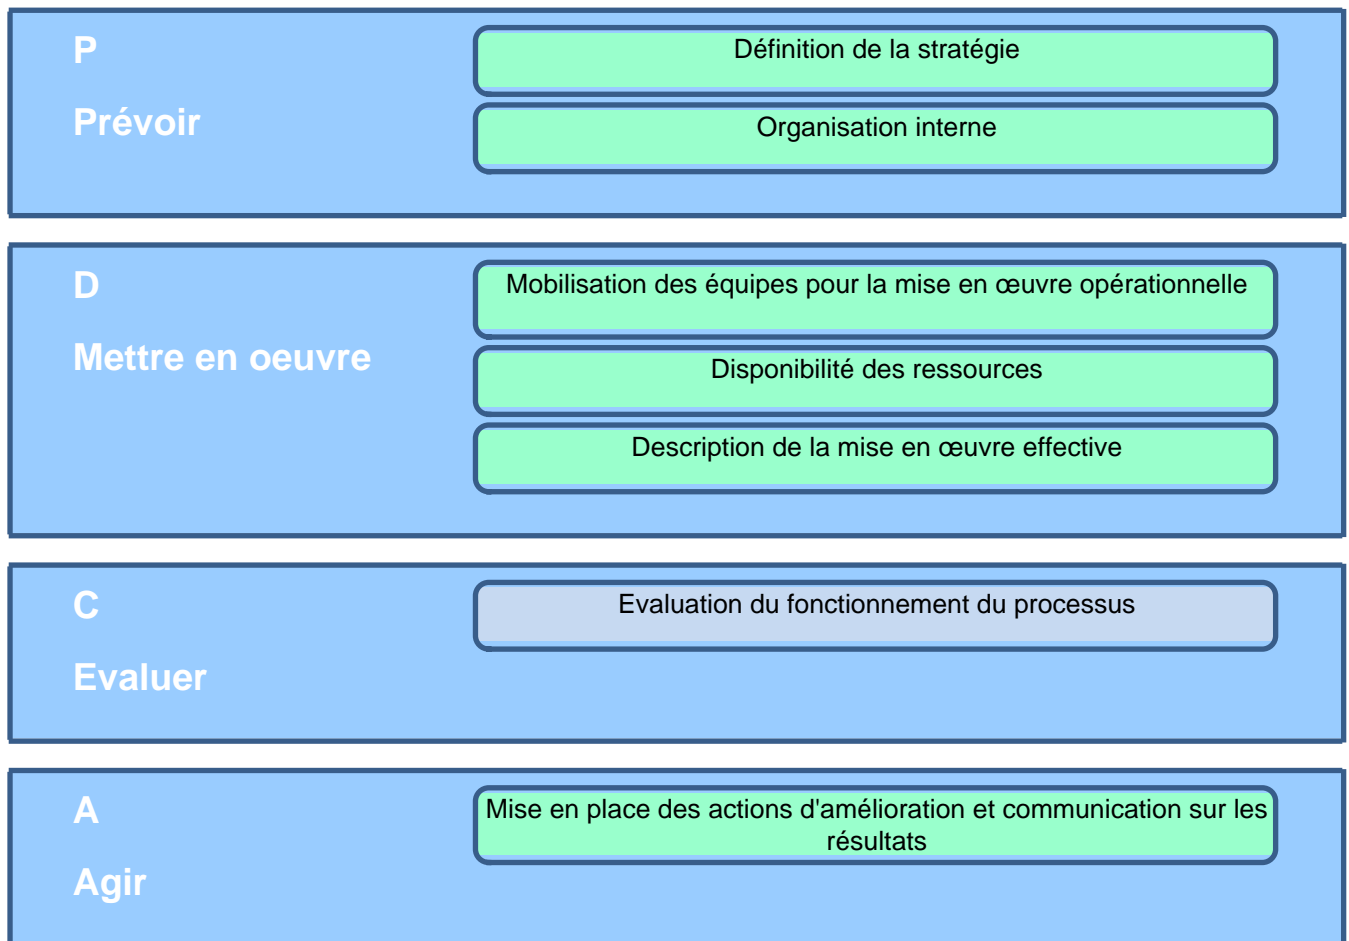 P
Prévoir
Définition de la stratégie
Organisation interne
D
Mettre en oeuvre
Mobilisation des équipes pour la mise en œuvre opérationnelle
Disponibilité des ressources
Description de la mise en œuvre effective
C
Evaluer
Evaluation du fonctionnement du processus
A
Agir
Mise en place des actions d'amélioration et communication sur les
résultats